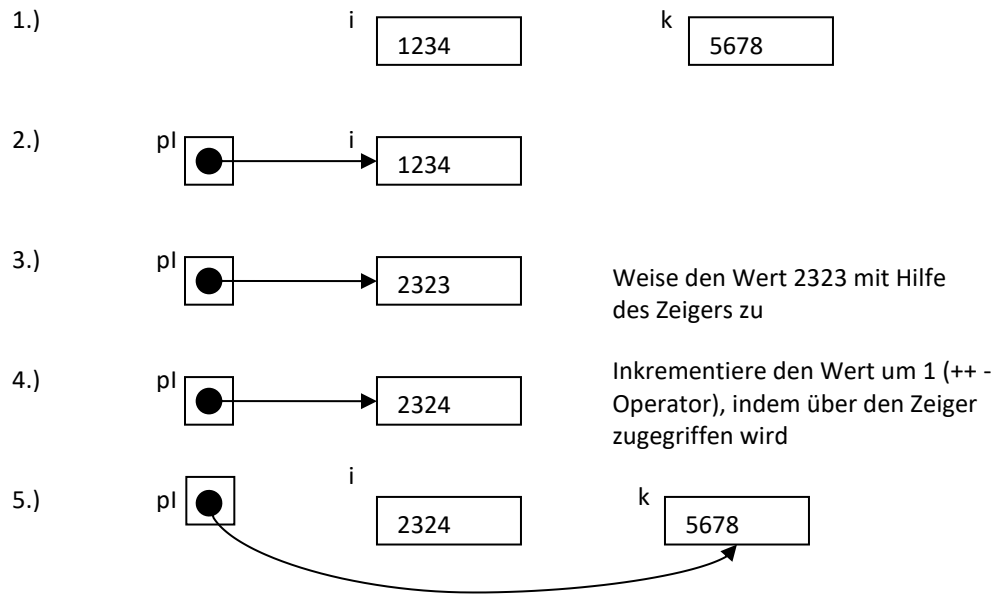 1.) i 1234 k 5678
2.) pI i 1234
3.) pI 2323 Weise den Wert 2323 mit Hilfe
des Zeigers zu
4.) pI 2324 Inkrementiere den Wert um 1 (++ -
Operator), indem über den Zeiger
zugegriffen wird
5.) pI i 2324 k 5678